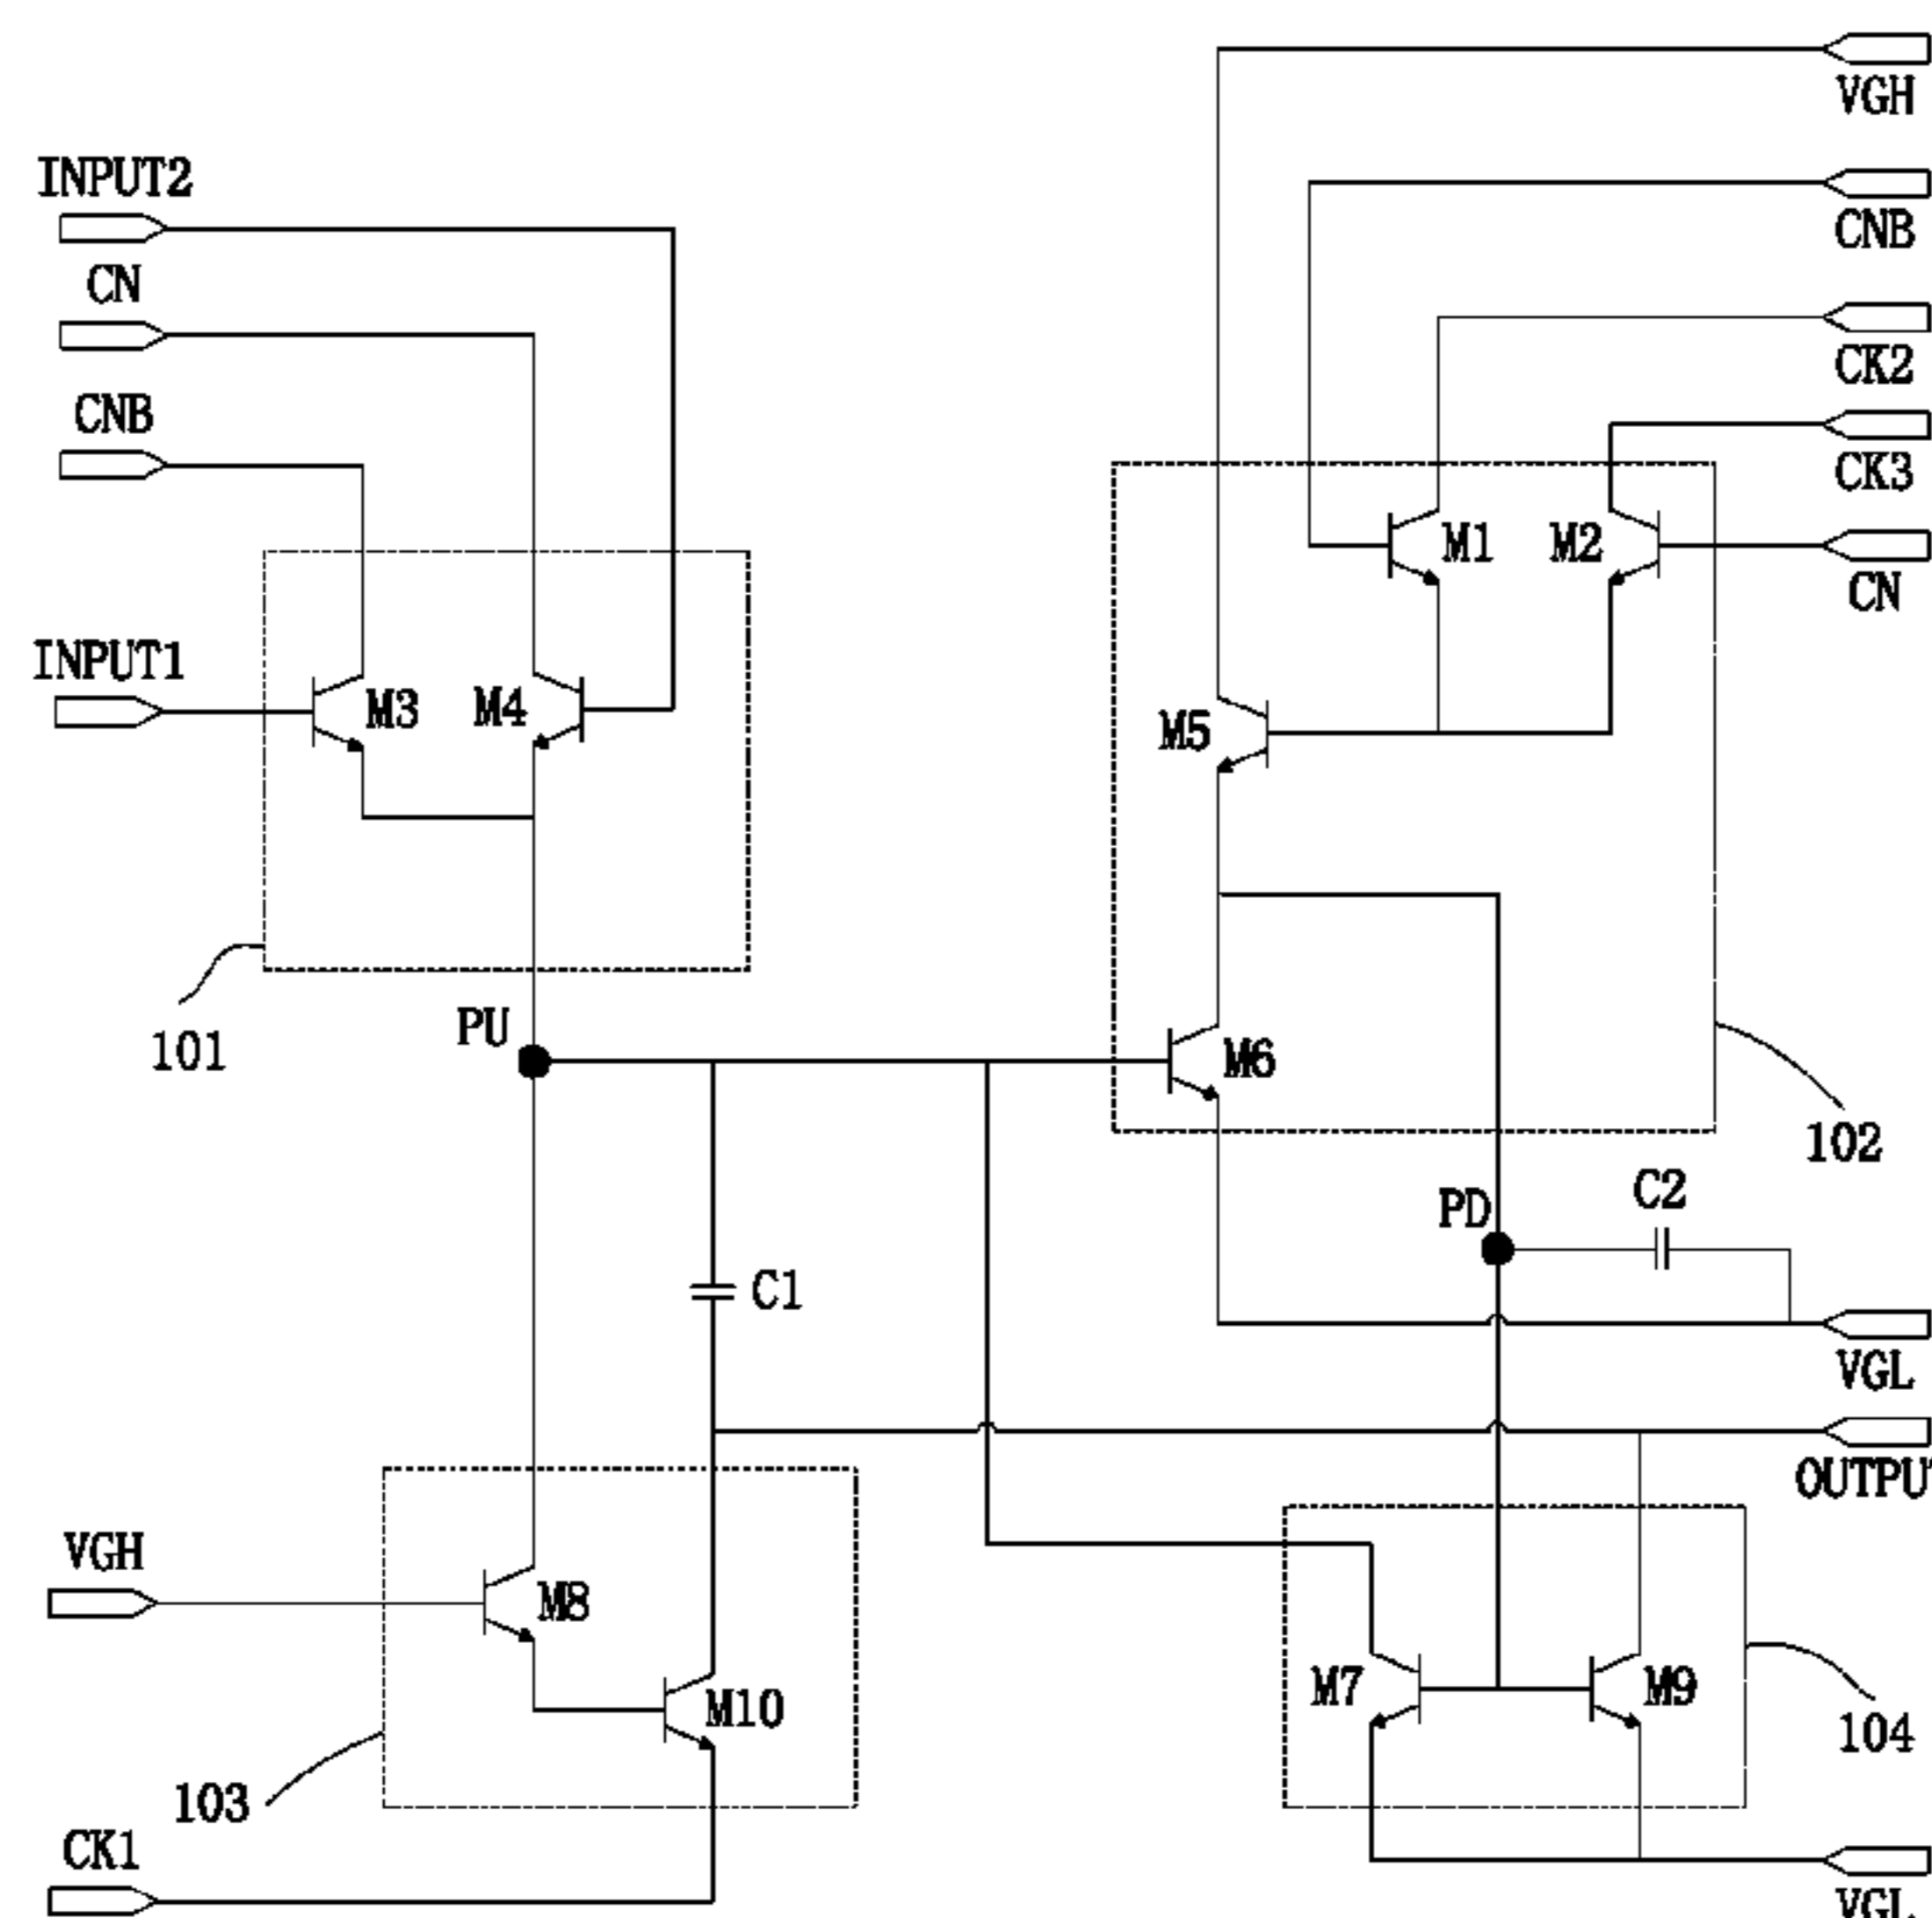 VGH
INPUT2
CNB
CN
CK2
CNB
CK3
M1
M2
CN
INPUT1
M3
M4
M5
PU
101
M6
102
C2
PD
C1
VGL
OUTPUT
VGH
M8
M7
M9
M10
104
103
CK1
VGL